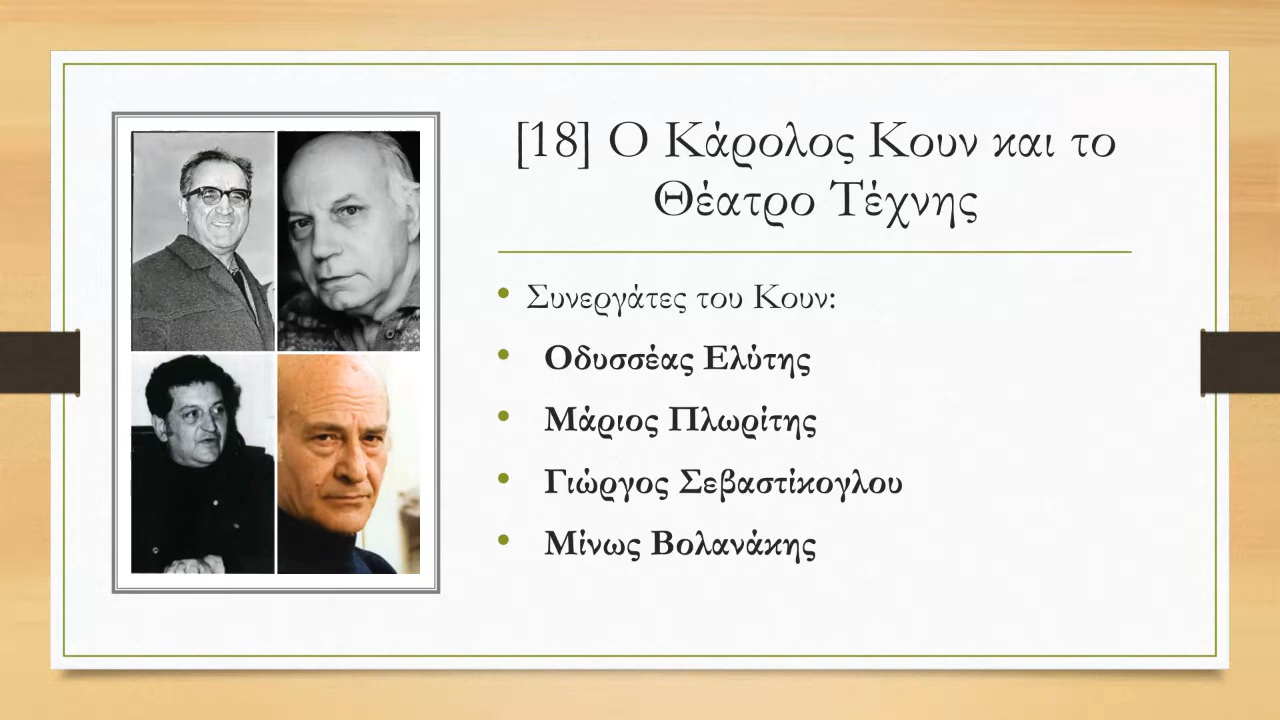 [18] Ο Κάρολος Κουν και το
Θέατρο Τέχνης
• Συνεργάτες του Κουν:
• Οδυσσέας Ελύτης
• Μάριος Πλωρίτης
• Γιώργος Σεβαστίκογλου
• Μίνως Βολανάκης